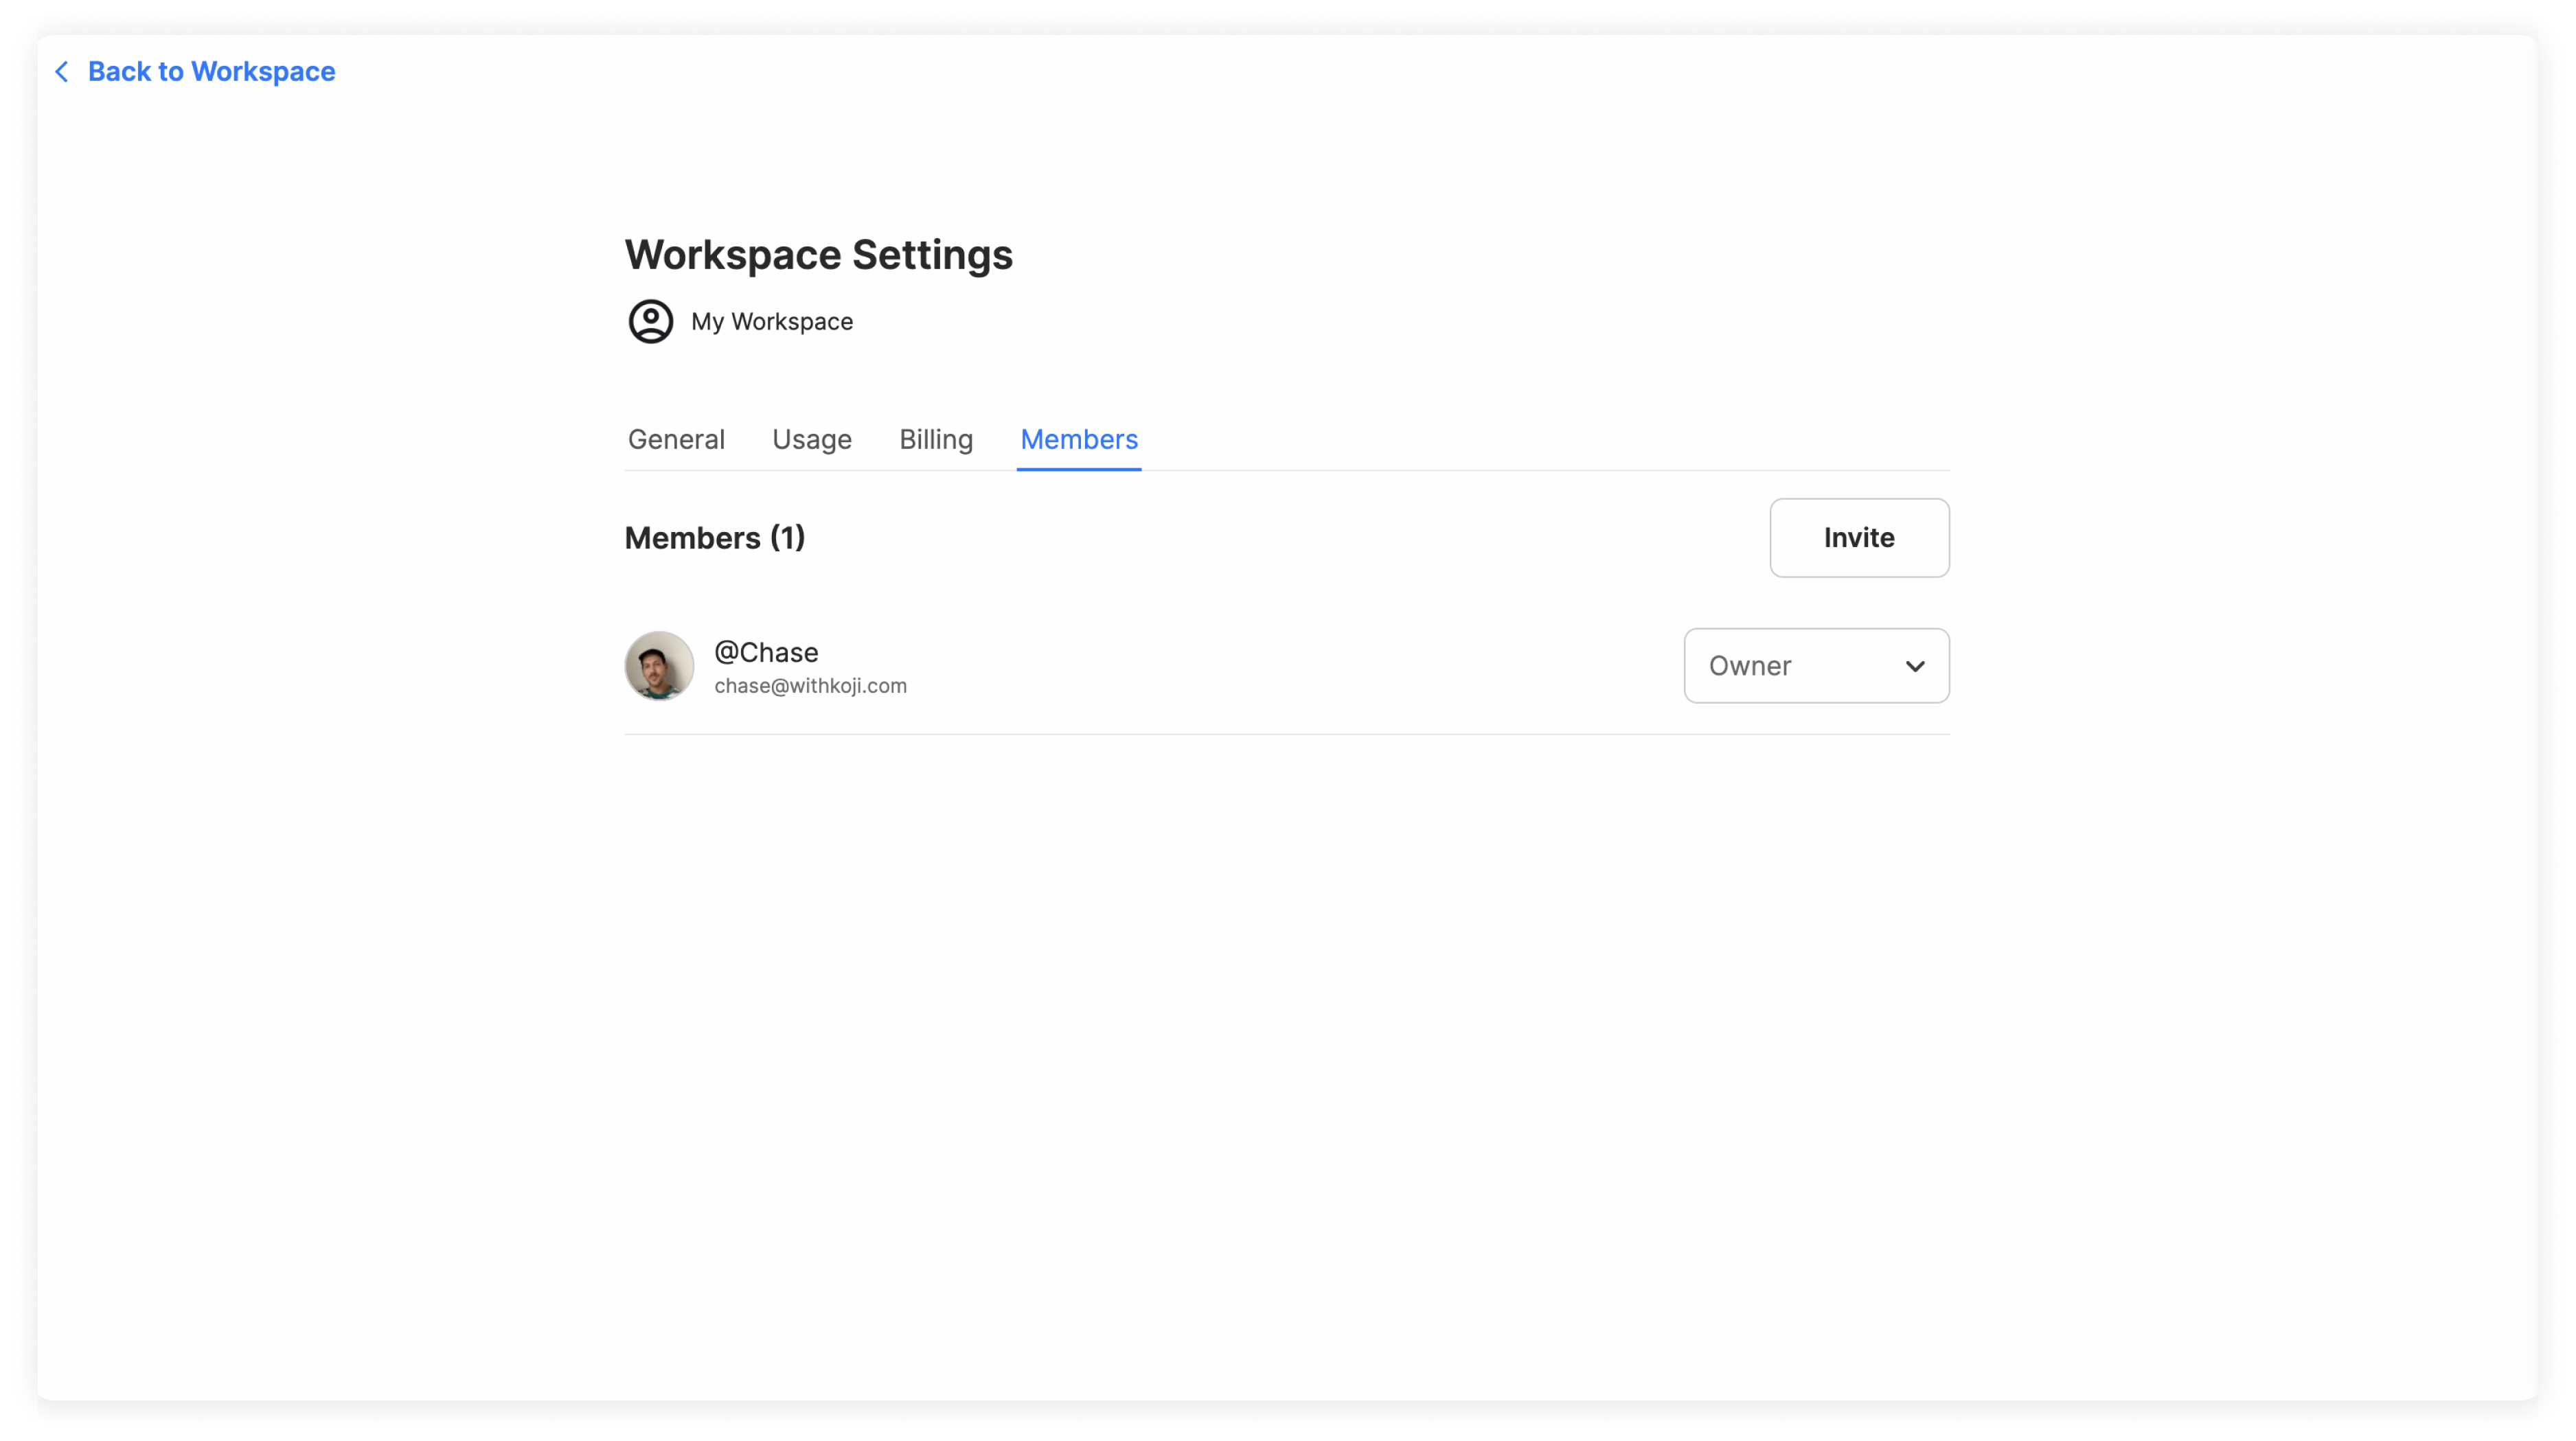 Back to Workspace
Workspace Settings
My Workspace
General Usage Billing Members
Members (1)
Invite
@Chase
chase@withkoji.com
Owner